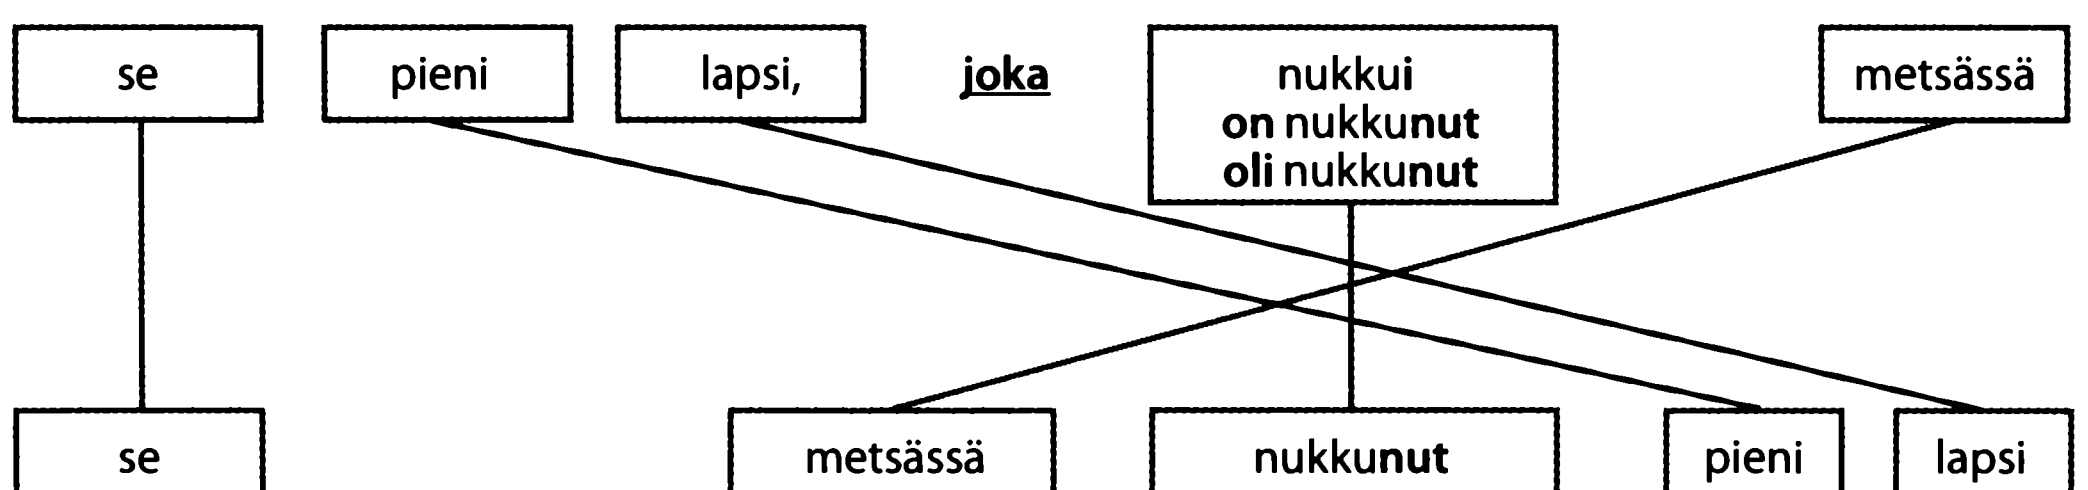 se pieni lapsi, joka nukkui metsässä
on nukkunut
oli nukkunut
se metsässä nukkunut pieni lapsi